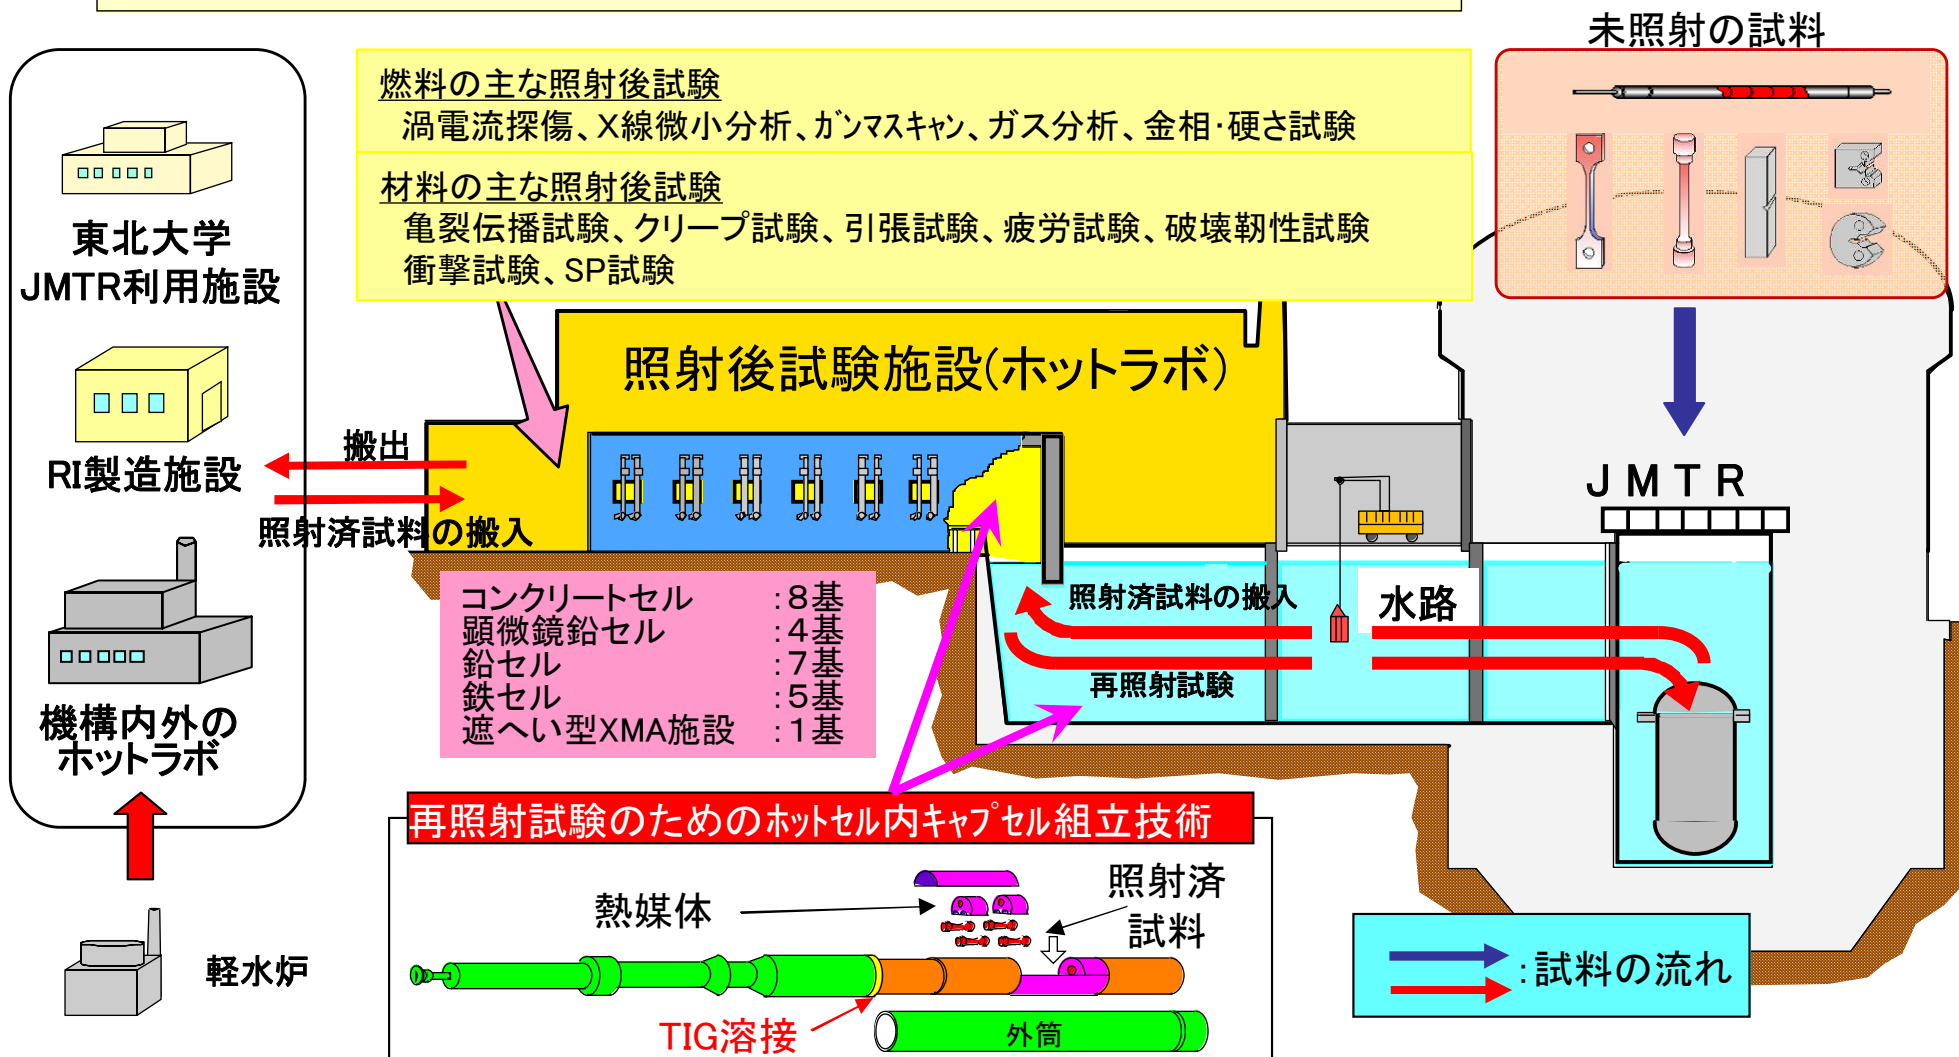 未照射の試料
燃料の主な照射後試験
渦電流探傷、X線微小分析、ガンマスキャン、ガス分析、金相･硬さ試験
材料の主な照射後試験
亀裂伝播試験、クリープ試験、引張試験、疲労試験、破壊靭性試験
衝撃試験、SP試験
東北大学
JMTR利用施設
RI製造施設
機構内外の
ホットラボ
軽水炉
照射後試験施設(ホットラボ)
搬出
照射済試料の搬入
JMTR
コンクリートセル :8基
顕微鏡鉛セル :4基
鉛セル :7基
鉄セル :5基
遮へい型XMA施設 :1基
照射済試料の搬入
水路
再照射試験
再照射試験のためのホットセル内キャプセル組立技術
熱媒体
照射済
試料
TIG溶接
外筒
:試料の流れ